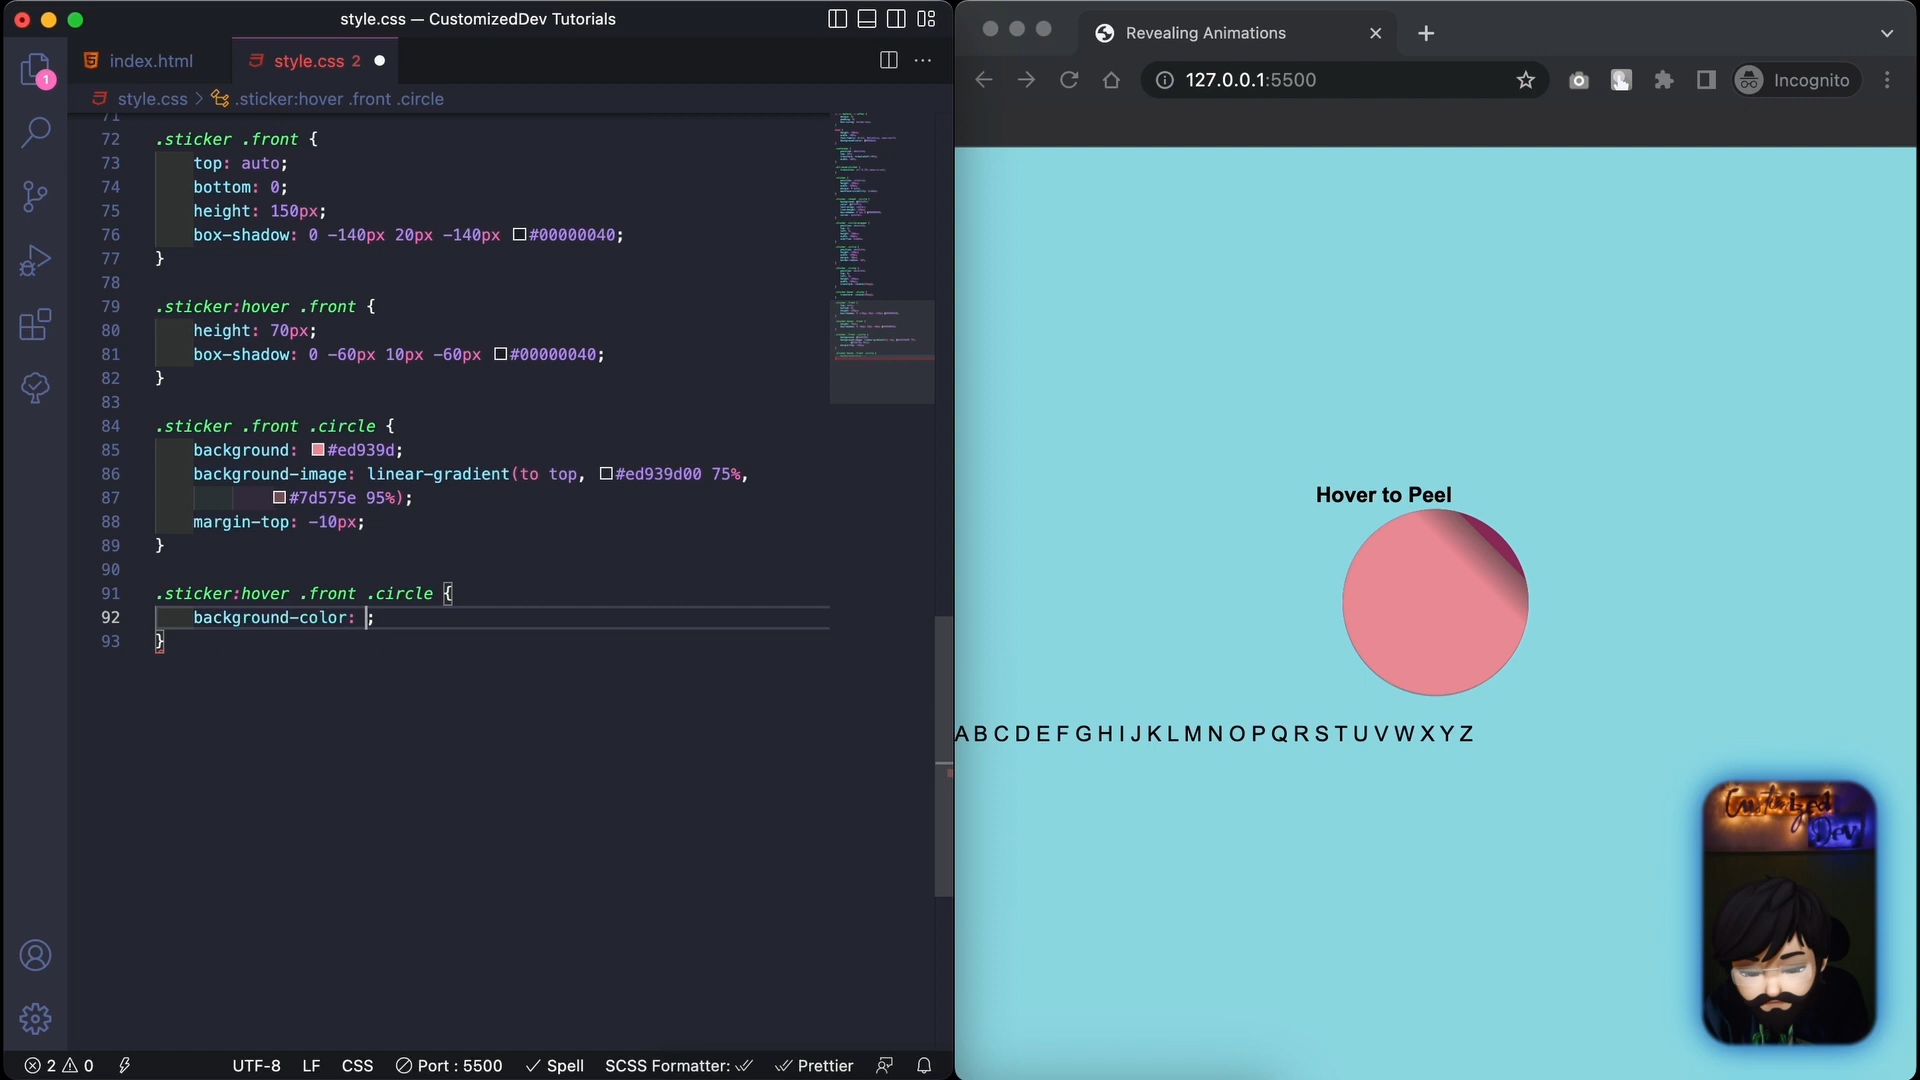 style.css — CustomizedDev Tutorials
index.html
style.css 2
style.css > .sticker:hover .front .circle
71
72 .sticker .front {
73 top: auto;
74 bottom: 0;
75 height: 150px;
76 box-shadow: 0 -140px 20px -140px #00000040;
77 }
78
79 .sticker:hover .front {
80 height: 70px;
81 box-shadow: 0 -60px 10px -60px #00000040;
82 }
83
84 .sticker .front .circle {
85 background: #ed939d;
86 background-image: linear-gradient(to top, #ed939d00 75%,
87 #7d575e 95%);
88 margin-top: -10px;
89 }
90
91 .sticker:hover .front .circle {
92 background-color: ;
93 }
1
2 0
UTF-8
LF
CSS
Port : 5500
Spell
SCSS Formatter:
Prettier
Revealing Animations
127.0.0.1:5500
Incognito
Hover to Peel
A B C D E F G H I J K L M N O P Q R S T U V W X Y Z
Customized
Dev